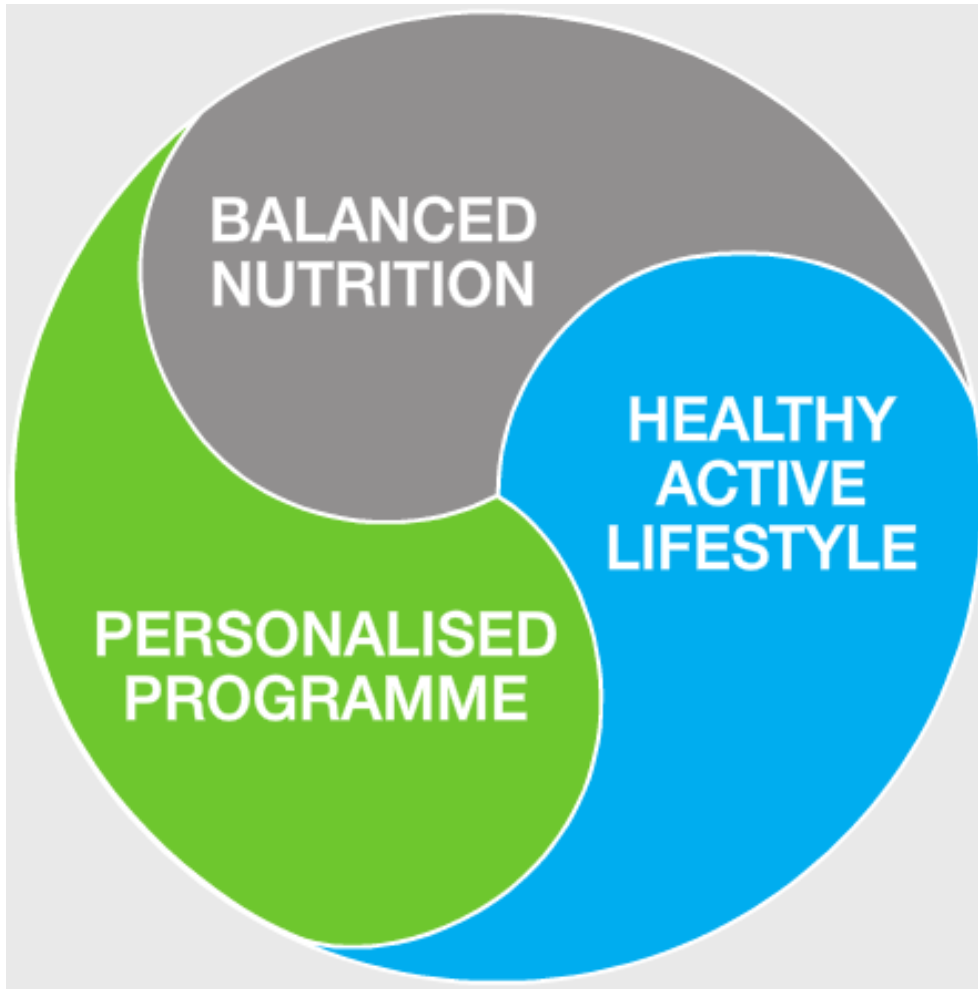 BALANCED
NUTRITION
HEALTHY
ACTIVE
LIFESTYLE
PERSONALISED
PROGRAMME